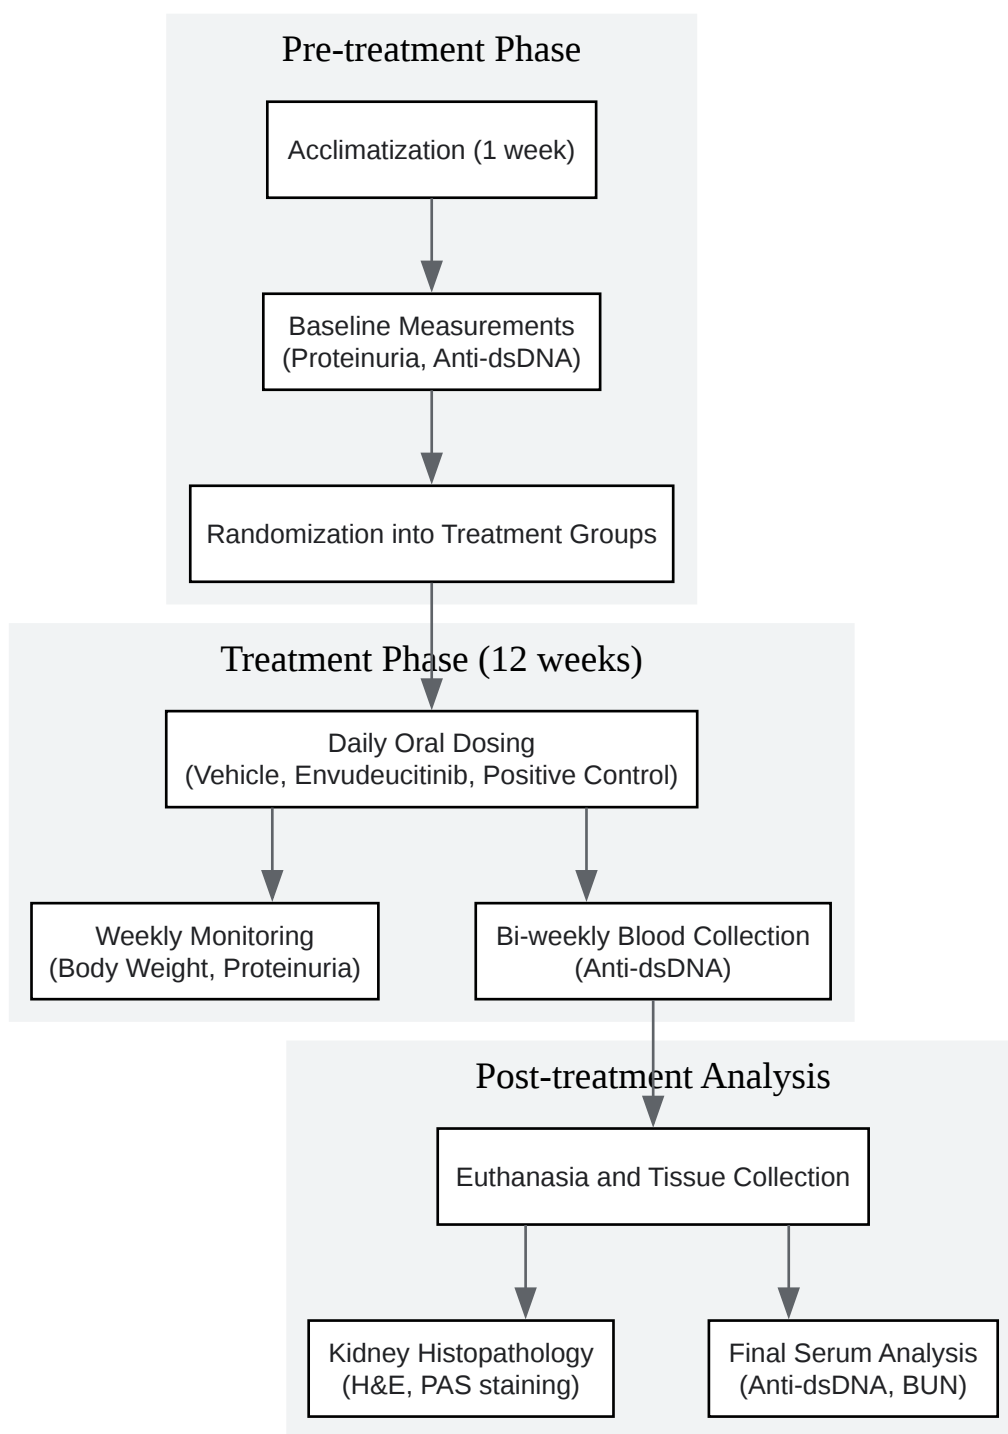 Pre-treatment Phase
Acclimatization (1 week)
Baseline Measurements
(Proteinuria, Anti-dsDNA)
Randomization into Treatment Groups
Treatment Phase (12 weeks)
Daily Oral Dosing
(Vehicle, Envudeucitinib, Positive Control)
Weekly Monitoring
(Body Weight, Proteinuria)
Bi-weekly Blood Collection
(Anti-dsDNA)
Post-treatment Analysis
Euthanasia and Tissue Collection
Kidney Histopathology
(H&E, PAS staining)
Final Serum Analysis
(Anti-dsDNA, BUN)